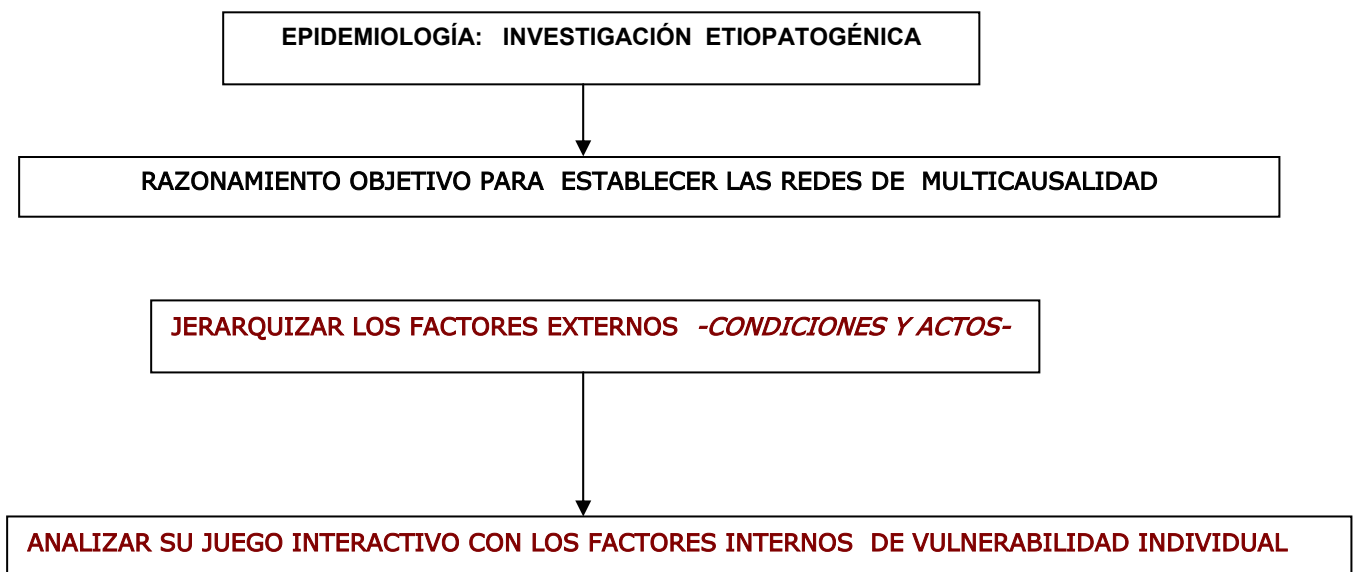 EPIDEMIOLOGÍA: INVESTIGACIÓN ETIOPATOGÉNICA
RAZONAMIENTO OBJETIVO PARA ESTABLECER LAS REDES DE MULTICAUSALIDAD
JERARQUIZAR LOS FACTORES EXTERNOS -CONDICIONES Y ACTOS-
ANALIZAR SU JUEGO INTERACTIVO CON LOS FACTORES INTERNOS DE VULNERABILIDAD INDIVIDUAL